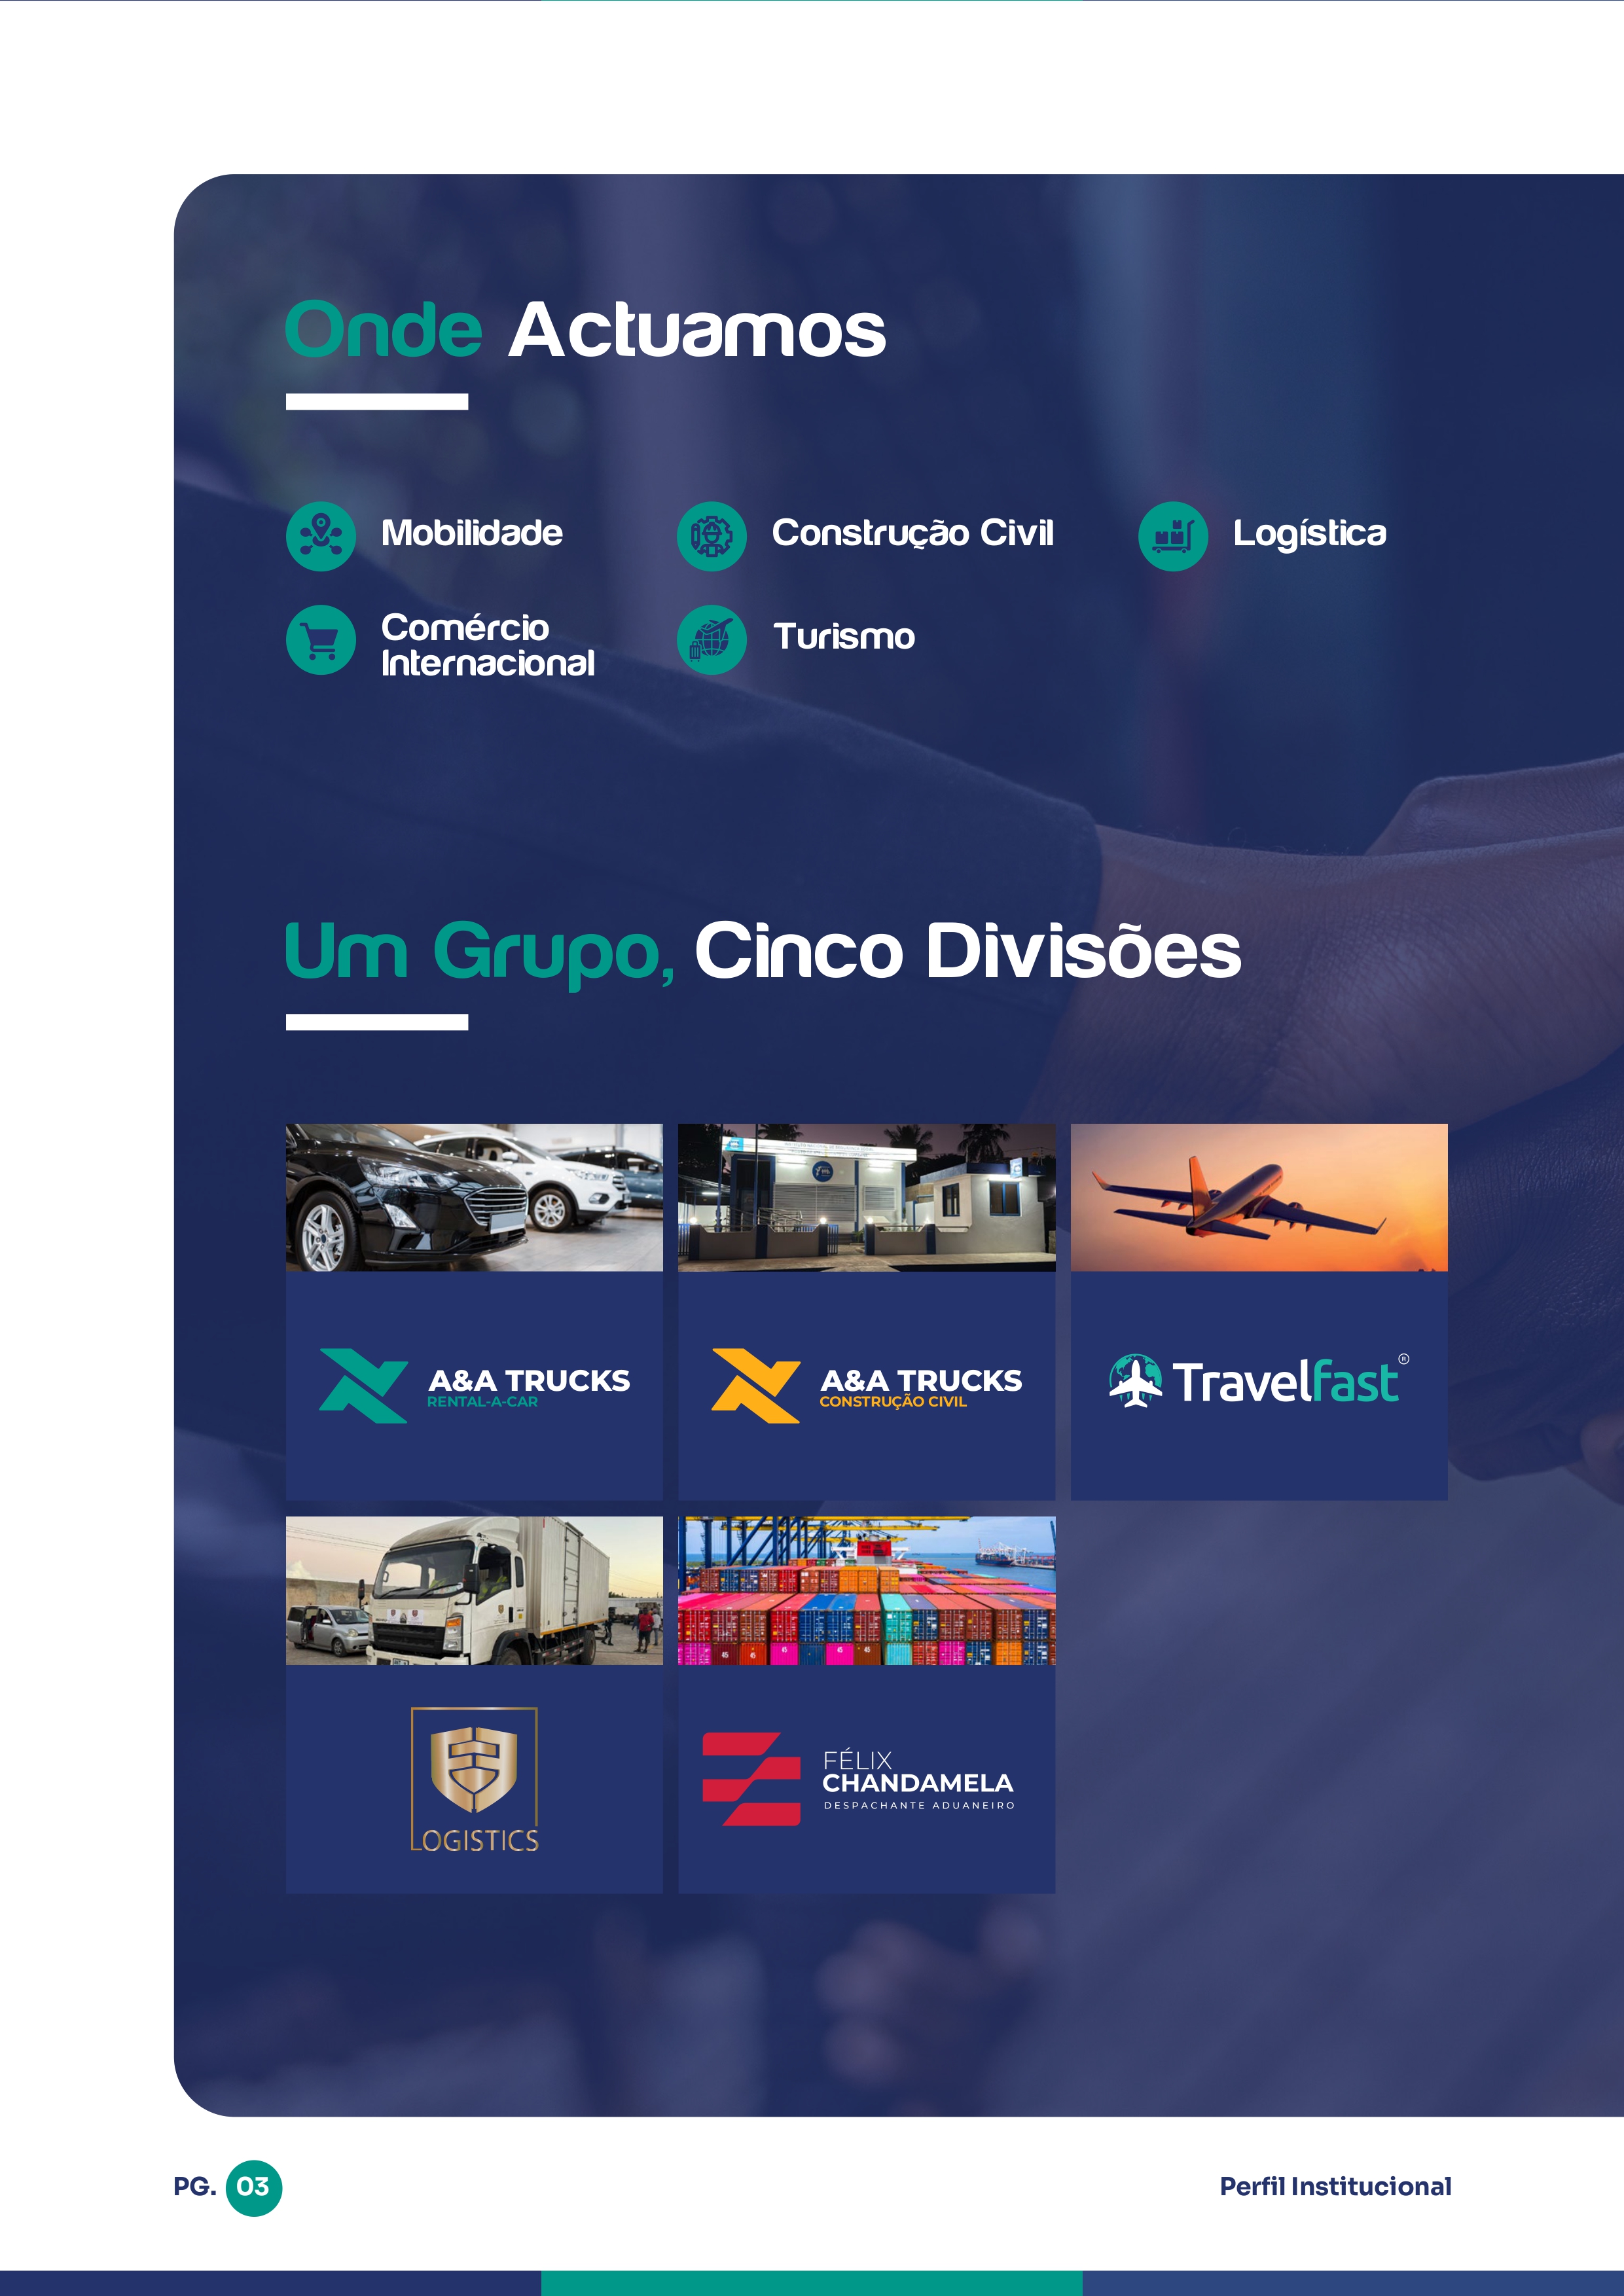 Onde Actuamos
Mobilidade
Construção Civil
Logística
Comércio
Internacional
Turismo
Um Grupo, Cinco Divisões
A&A TRUCKS
RENTAL-A-CAR
A&A TRUCKS
CONSTRUÇÃO CIVIL
Travelfast®
LOGISTICS
FÉLIX
CHANDAMELA
DESPACHANTE ADUANEIRO
PG. 03
Perfil Institucional